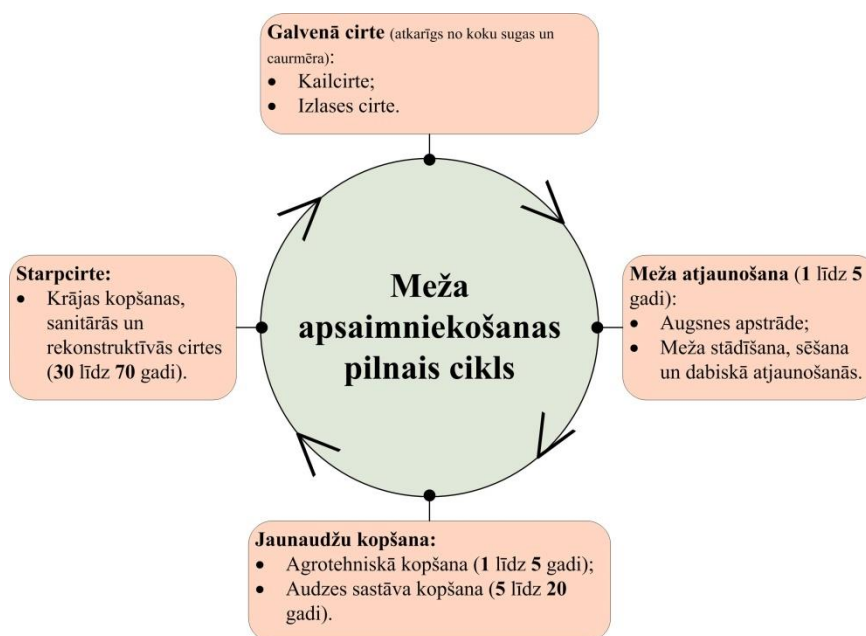 Galvenā cirte (atkarīgs no koku sugas un
caurmēra):
• Kailcirte;
• Izlases cirte.
Starpcirte:
• Krājas kopšanas,
sanitārās un
rekonstruktīvās cirtes
(30 līdz 70 gadi).
Meža
apsaimniekošanas
pilnais cikls
Meža atjaunošana (1 līdz 5
gadi):
• Augsnes apstrāde;
• Meža stādīšana, sēšana
un dabiskā atjaunošanās.
Jaunaudžu kopšana:
• Agrotehniskā kopšana (1 līdz 5 gadi);
• Audzes sastāva kopšana (5 līdz 20
gadi).